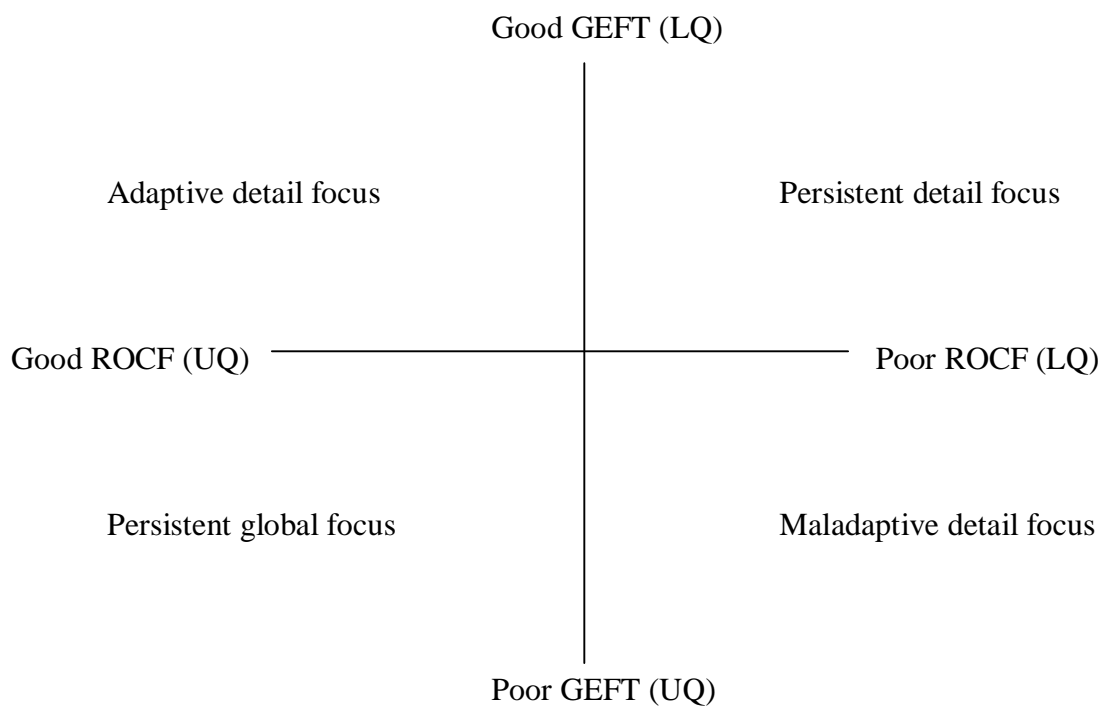 Good GEFT (LQ)
Adaptive detail focus
Persistent detail focus
Good ROCF (UQ)
Poor ROCF (LQ)
Persistent global focus
Maladaptive detail focus
Poor GEFT (UQ)